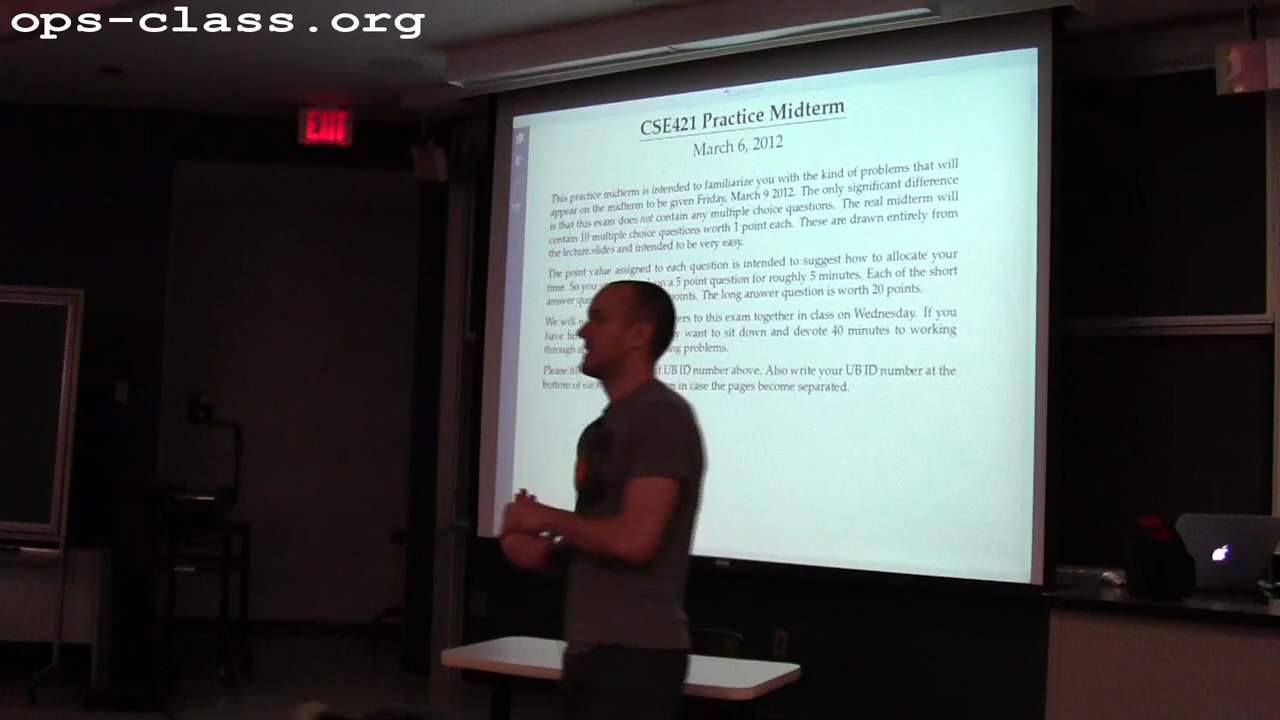 ops-class.org
EXIT
CSE421 Practice Midterm
March 6, 2012
This practice midterm is intended to familiarize you with the kind of problems that will
appear on the midterm to be given Friday, March 9 2012. The only significant difference
is that this exam does not contain any multiple choice questions. The real midterm will
contain 10 multiple choice questions worth 1 point each. These are drawn entirely from
the lecture slides and intended to be very easy.
The point value assigned to each question is intended to suggest how to allocate your
time. So you on a 5 point question for roughly 5 minutes. Each of the short
answer points. The long answer question is worth 20 points.
We will to this exam together in class on Wednesday. If you
have want to sit down and devote 40 minutes to working
through problems.
Please UB ID number above. Also write your UB ID number at the
bottom of in case the pages become separated.